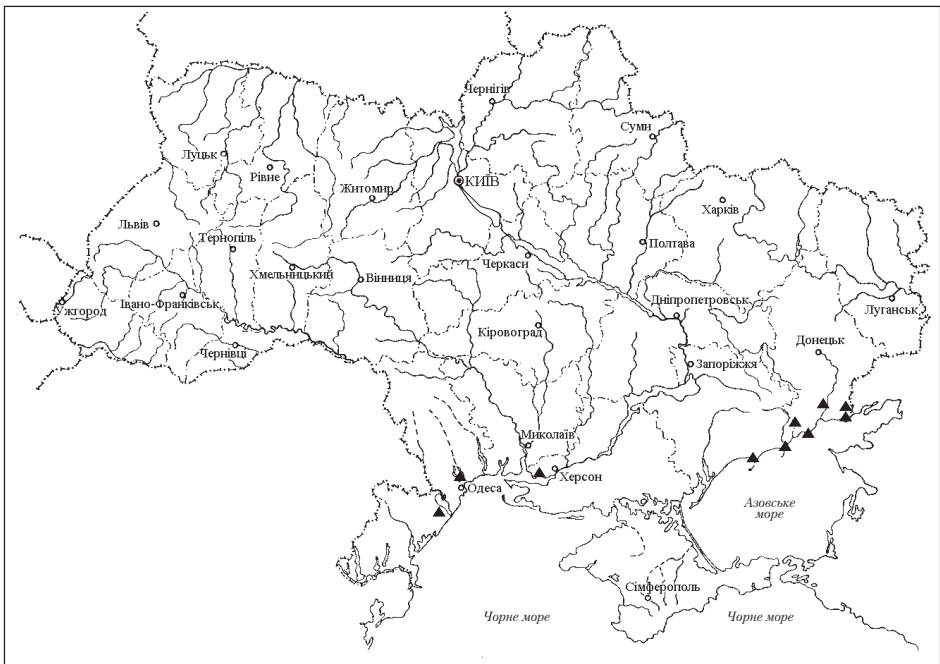 Чернігів
Суми
Луцьк
Рівне
КИЇВ
Житомир
Харків
Львів
Тернопіль
Полтава
Черкаси
Хмельницький
Вінниця
Ужгород
Івано-Франківськ
Дніпропетровськ
Луганськ
Кіровоград
Чернівці
Донецьк
Запоріжжя
Миколаїв
Херсон
Одеса
Азовське
море
Сімферополь
Чорне море
Чорне море